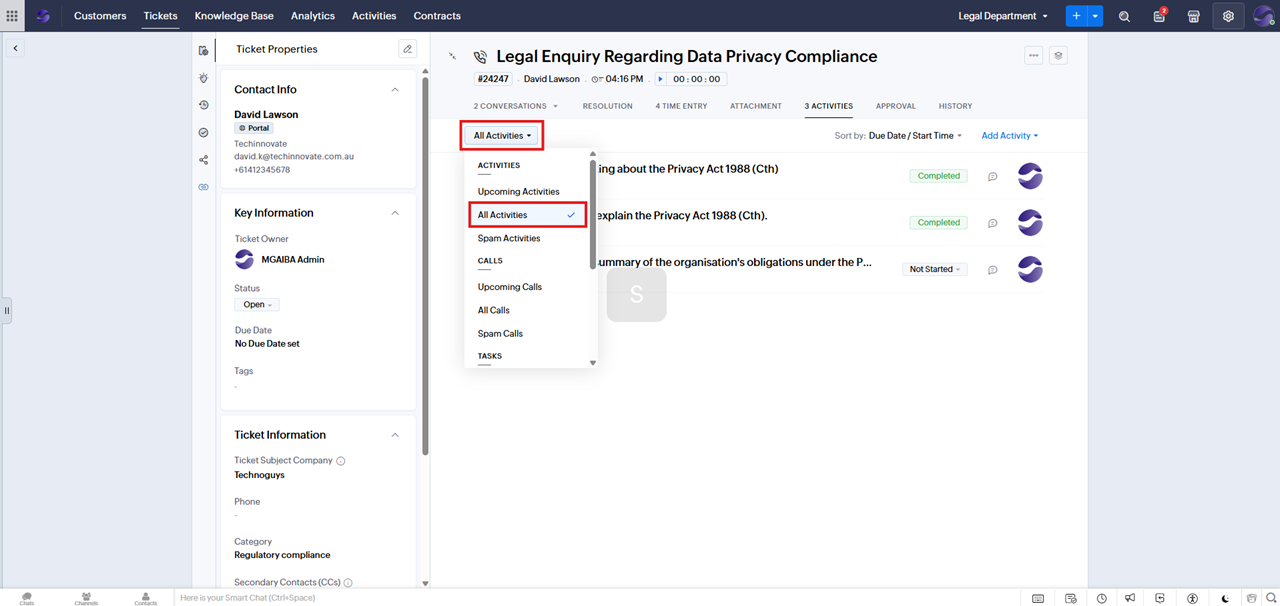 Customers Tickets Knowledge Base Analytics Activities Contracts Legal Department 2
Ticket Properties
Contact Info
David Lawson
Portal
Techinnovate
david.k@techinnovate.com.au
+61412345678
Key Information
Ticket Owner
MGAIBA Admin
Status
Open
Due Date
No Due Date set
Tags
-
Ticket Information
Ticket Subject Company
Technoguys
Phone
-
Category
Regulatory compliance
Secondary Contacts (CCs)
Legal Enquiry Regarding Data Privacy Compliance
#24247 David Lawson 04:16 PM 00 : 00 : 00
2 CONVERSATIONS RESOLUTION 4 TIME ENTRY ATTACHMENT 3 ACTIVITIES APPROVAL HISTORY
All Activities Sort by: Due Date / Start Time Add Activity
ing about the Privacy Act 1988 (Cth) Completed
explain the Privacy Act 1988 (Cth). Completed
ummary of the organisation's obligations under the P... Not Started
ACTIVITIES
Upcoming Activities
All Activities
Spam Activities
CALLS
Upcoming Calls
All Calls
Spam Calls
TASKS
S
Chats Channels Contacts Here is your Smart Chat (Ctrl+Space)